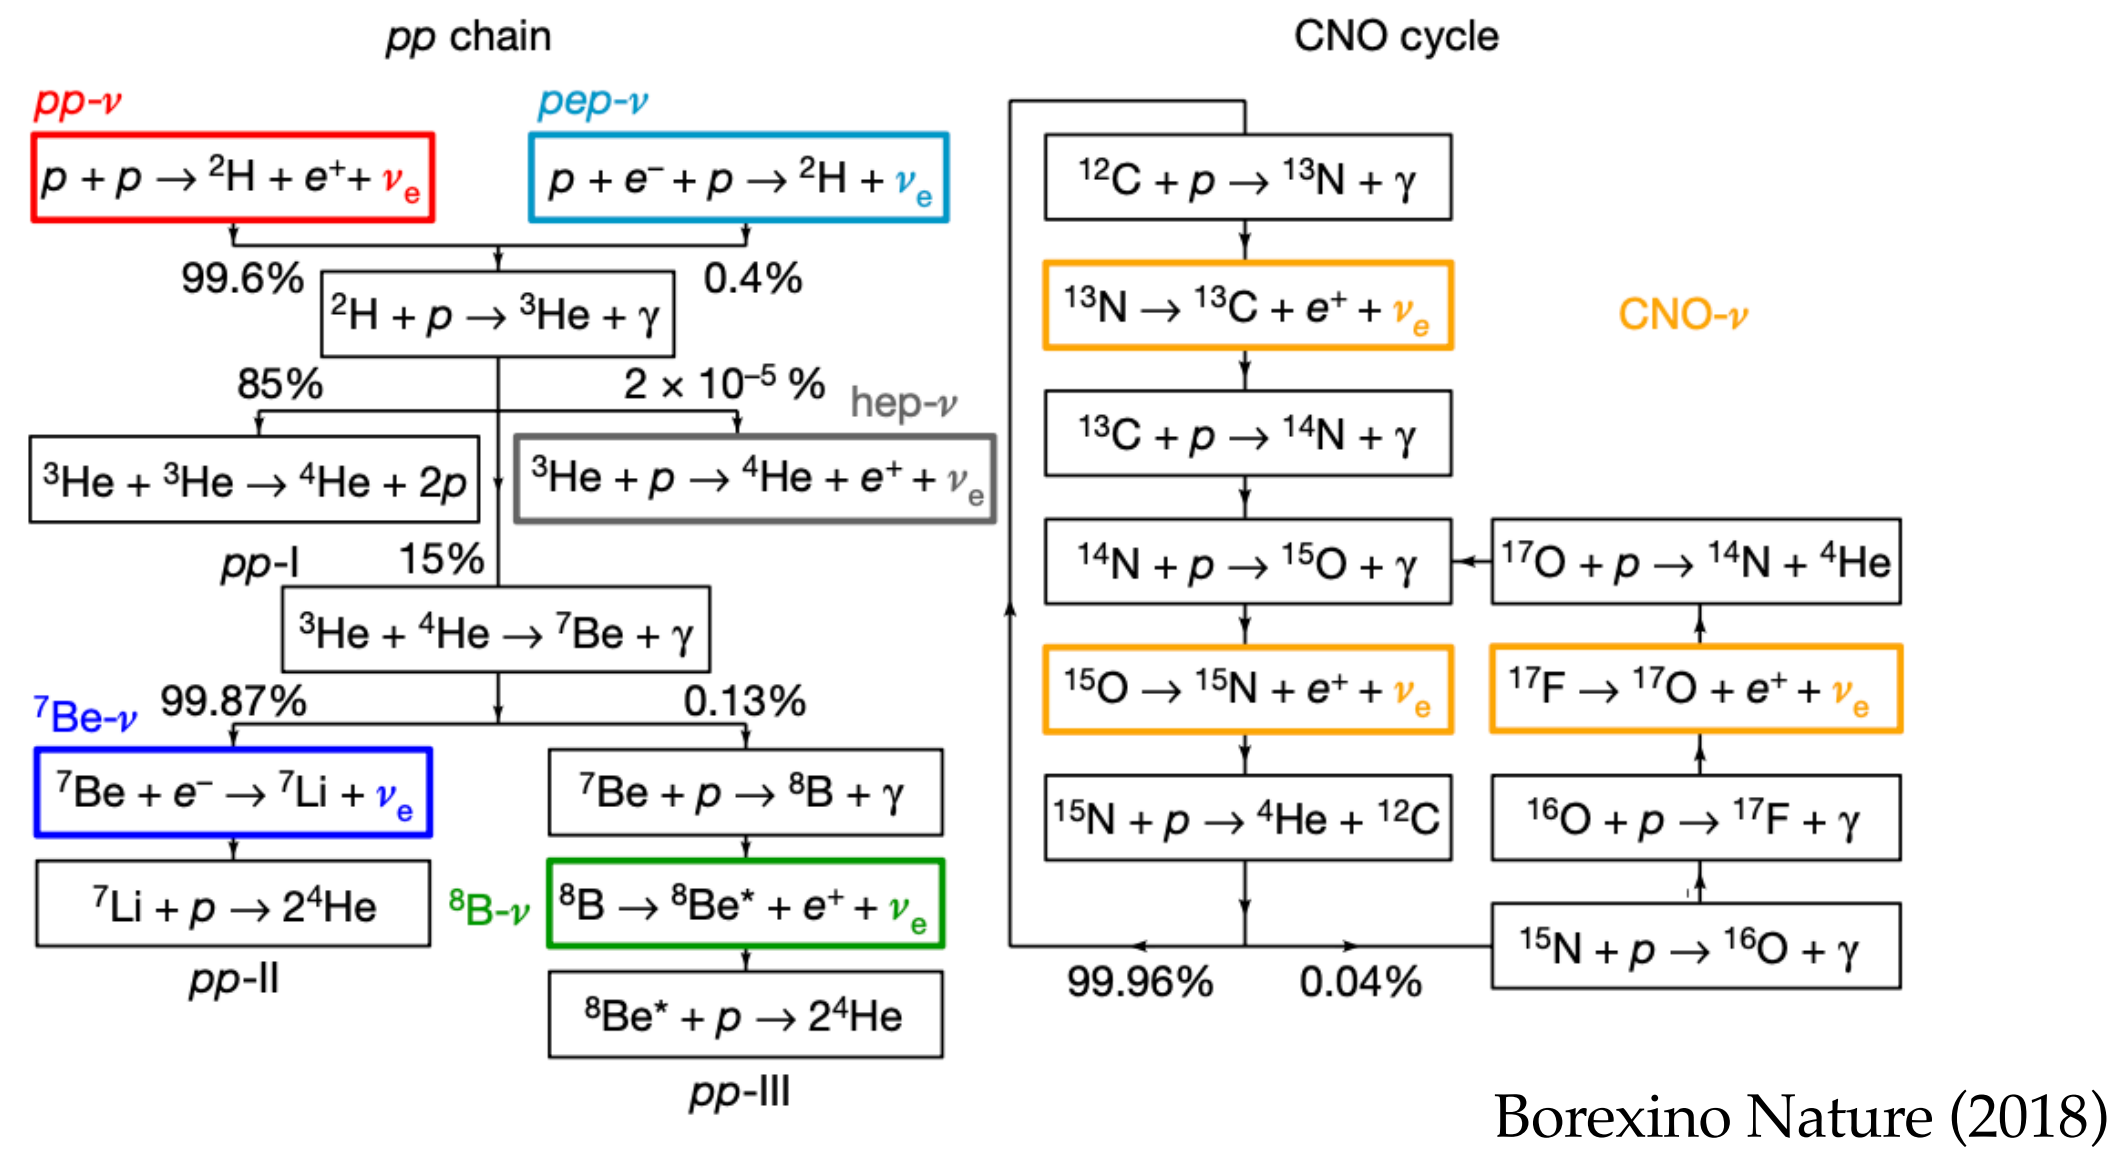 pp chain
pp-ν
pep-ν
p + p → ²H + e⁺+ νₑ
p + e⁻ + p → ²H + νₑ
99.6%
0.4%
²H + p → ³He + γ
85%
2 × 10⁻⁵ %
hep-ν
³He + ³He → ⁴He + 2p
³He + p → ⁴He + e⁺ + νₑ
pp-I
15%
³He + ⁴He → ⁷Be + γ
⁷Be-ν
99.87%
0.13%
⁷Be + e⁻ → ⁷Li + νₑ
⁷Be + p → ⁸B + γ
⁷Li + p → 2⁴He
⁸B-ν
⁸B → ⁸Be* + e⁺ + νₑ
pp-II
⁸Be* + p → 2⁴He
pp-III
CNO cycle
¹²C + p → ¹³N + γ
¹³N → ¹³C + e⁺ + νₑ
CNO-ν
¹³C + p → ¹⁴N + γ
¹⁴N + p → ¹⁵O + γ
¹⁷O + p → ¹⁴N + ⁴He
¹⁵O → ¹⁵N + e⁺ + νₑ
¹⁷F → ¹⁷O + e⁺ + νₑ
¹⁵N + p → ⁴He + ¹²C
¹⁶O + p → ¹⁷F + γ
¹⁵N + p → ¹⁶O + γ
99.96%
0.04%
Borexino Nature (2018)